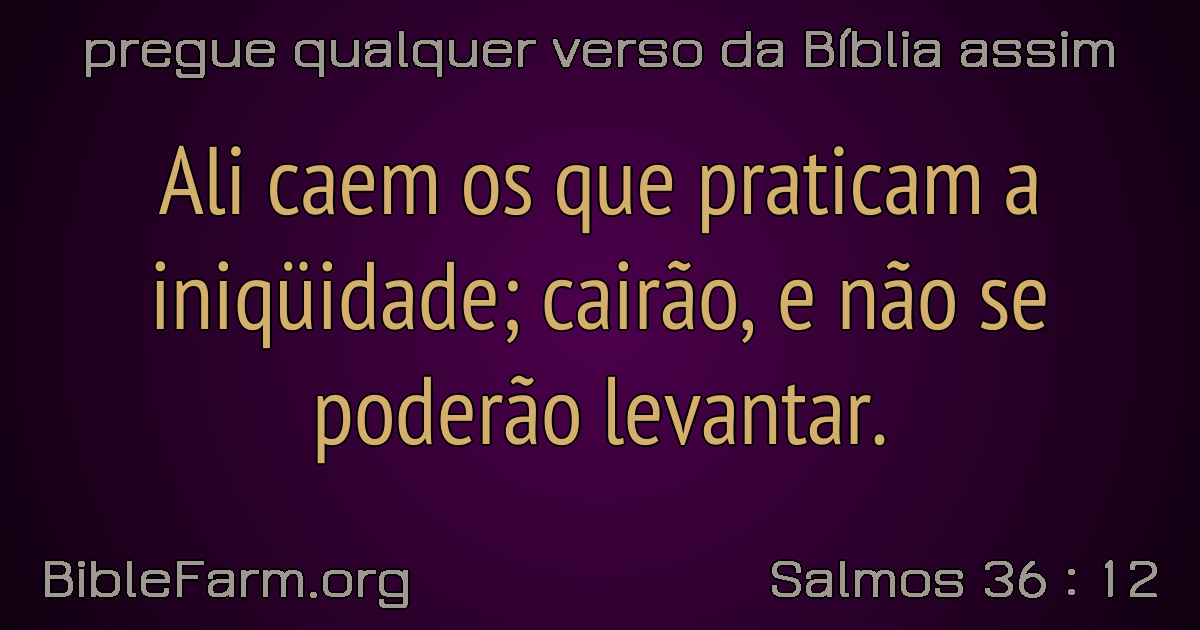 pregue qualquer verso da Bíblia assim
Ali caem os que praticam a
iniqüidade; cairão, e não se
poderão levantar.
BibleFarm.org
Salmos 36 : 12